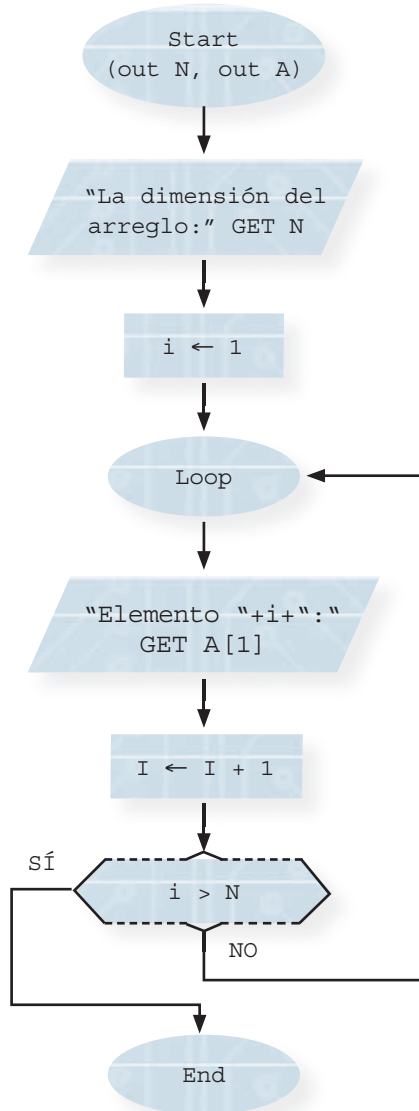 Start
(out N, out A)
“La dimensión del
arreglo:” GET N
i ← 1
Loop
“Elemento “+i+“:“
GET A[1]
I ← I + 1
SÍ
i > N
NO
End